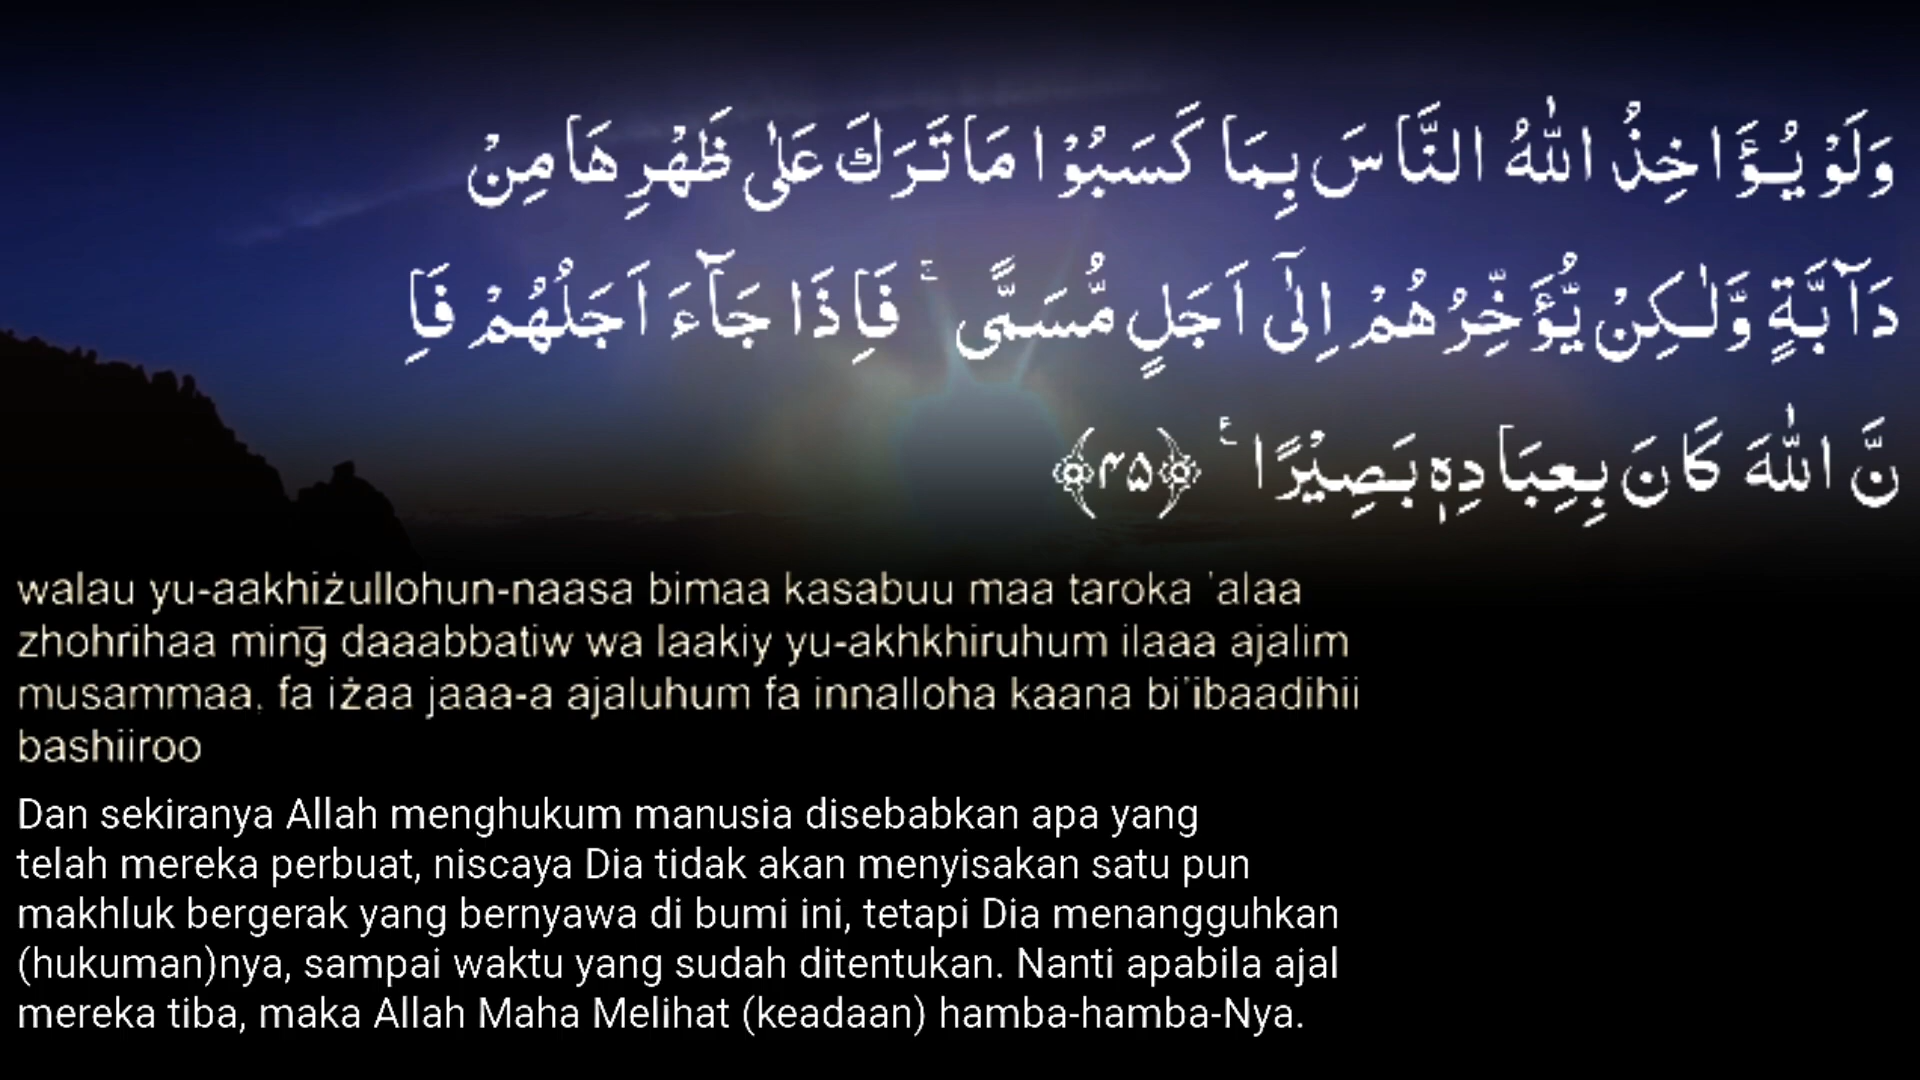 وَلَوْ يُـؤَاخِذُ اللّٰهُ النَّاسَ بِمَا كَسَبُوْا مَا تَرَكَ عَلٰى ظَهْرِهَا مِنْ
دَآبَّةٍ وَّلٰـكِنْ يُّؤَخِّرُهُمْ اِلٰٓى اَجَلٍ مُّسَمًّى ۚ فَاِذَا جَآءَ اَجَلُهُمْ فَاِ
نَّ اللّٰهَ كَانَ بِعِبَادِهٖ بَصِيْرًا ۚ ﴿۴۵﴾
walau yu-aakhiżullohun-naasa bimaa kasabuu maa taroka 'alaa
zhohrihaa ming̅ daaabbatiw wa laakiy yu-akhkhiruhum ilaaa ajalim
musammaa, fa iżaa jaaa-a ajaluhum fa innalloha kaana bi'ibaadihii
bashiiroo
Dan sekiranya Allah menghukum manusia disebabkan apa yang
telah mereka perbuat, niscaya Dia tidak akan menyisakan satu pun
makhluk bergerak yang bernyawa di bumi ini, tetapi Dia menangguhkan
(hukuman)nya, sampai waktu yang sudah ditentukan. Nanti apabila ajal
mereka tiba, maka Allah Maha Melihat (keadaan) hamba-hamba-Nya.